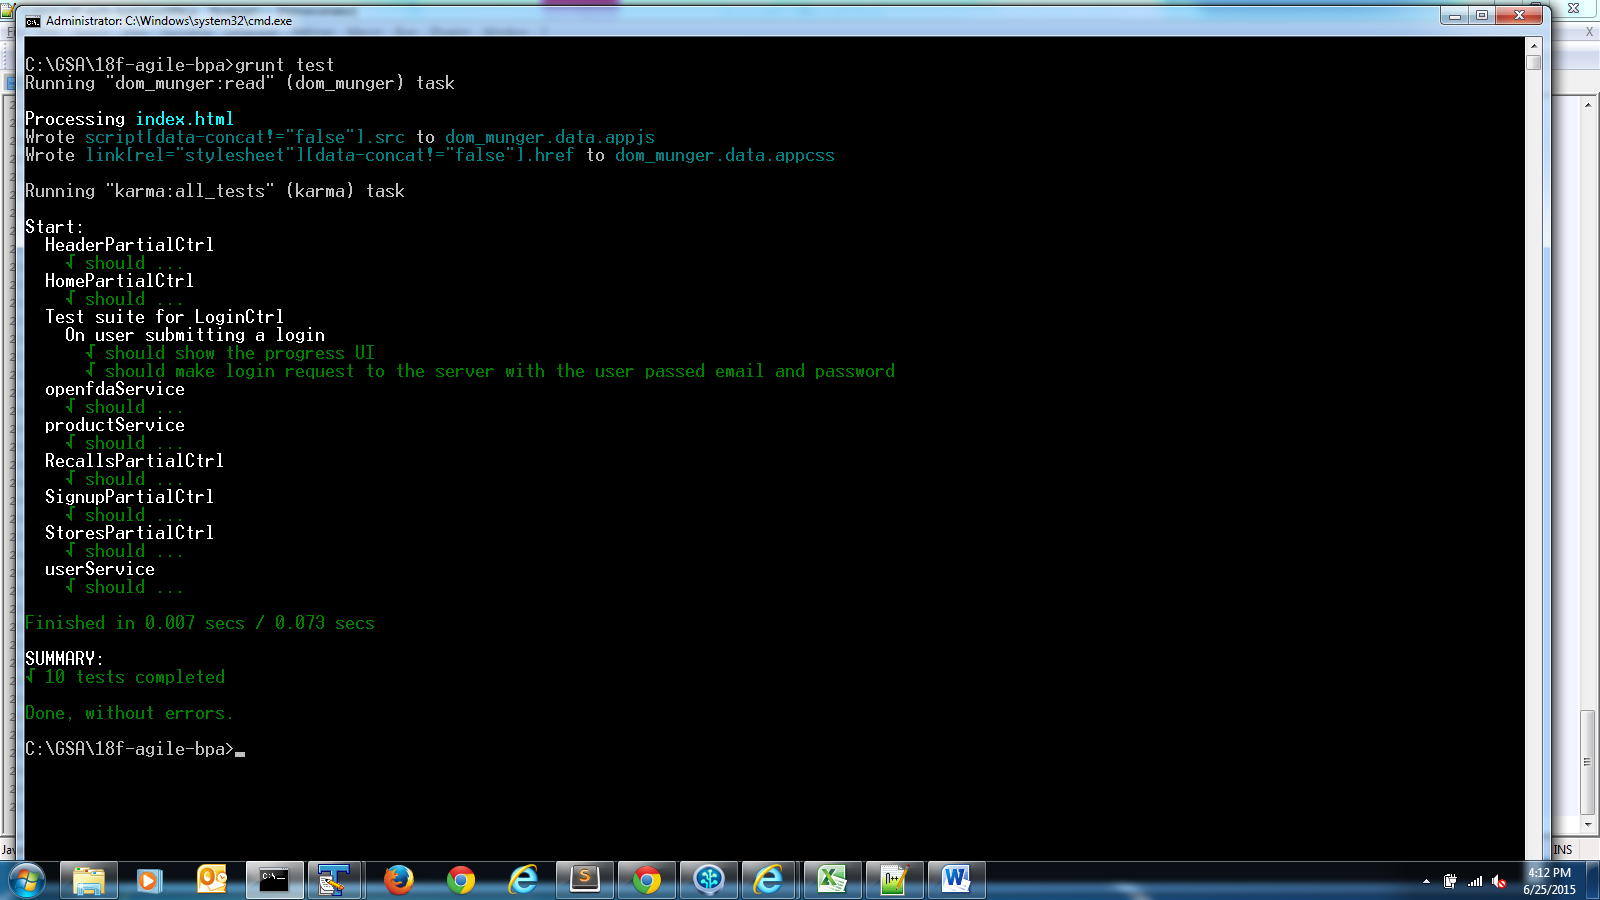 Administrator: C:\Windows\system32\cmd.exe
C:\GSA\18f-agile-bpa>grunt test
Running "dom_munger:read" (dom_munger) task
Processing index.html
Wrote script[data-concat!="false"].src to dom_munger.data.appjs
Wrote link[rel="stylesheet"][data-concat!="false"].href to dom_munger.data.appcss
Running "karma:all_tests" (karma) task
Start:
HeaderPartialCtrl
√ should ...
HomePartialCtrl
√ should ...
Test suite for LoginCtrl
On user submitting a login
√ should show the progress UI
√ should make login request to the server with the user passed email and password
openfdaService
√ should ...
productService
√ should ...
RecallsPartialCtrl
√ should ...
SignupPartialCtrl
√ should ...
StoresPartialCtrl
√ should ...
userService
√ should ...
Finished in 0.007 secs / 0.073 secs
SUMMARY:
√ 10 tests completed
Done, without errors.
C:\GSA\18f-agile-bpa>
Jav
INS
4:12 PM
6/25/2015